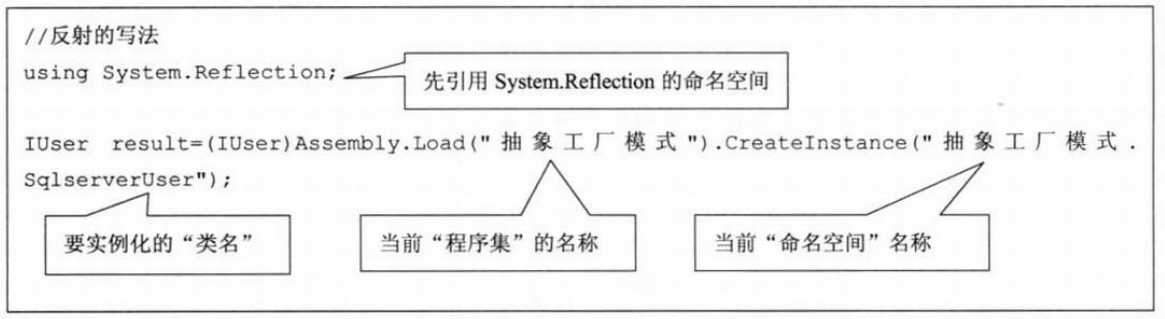 //反射的写法
using System.Reflection;
先引用 System.Reflection 的命名空间
IUser result=(IUser)Assembly.Load("抽象工厂模式").CreateInstance("抽象工厂模式.
SqlserverUser");
要实例化的“类名”
当前“程序集”的名称
当前“命名空间”名称